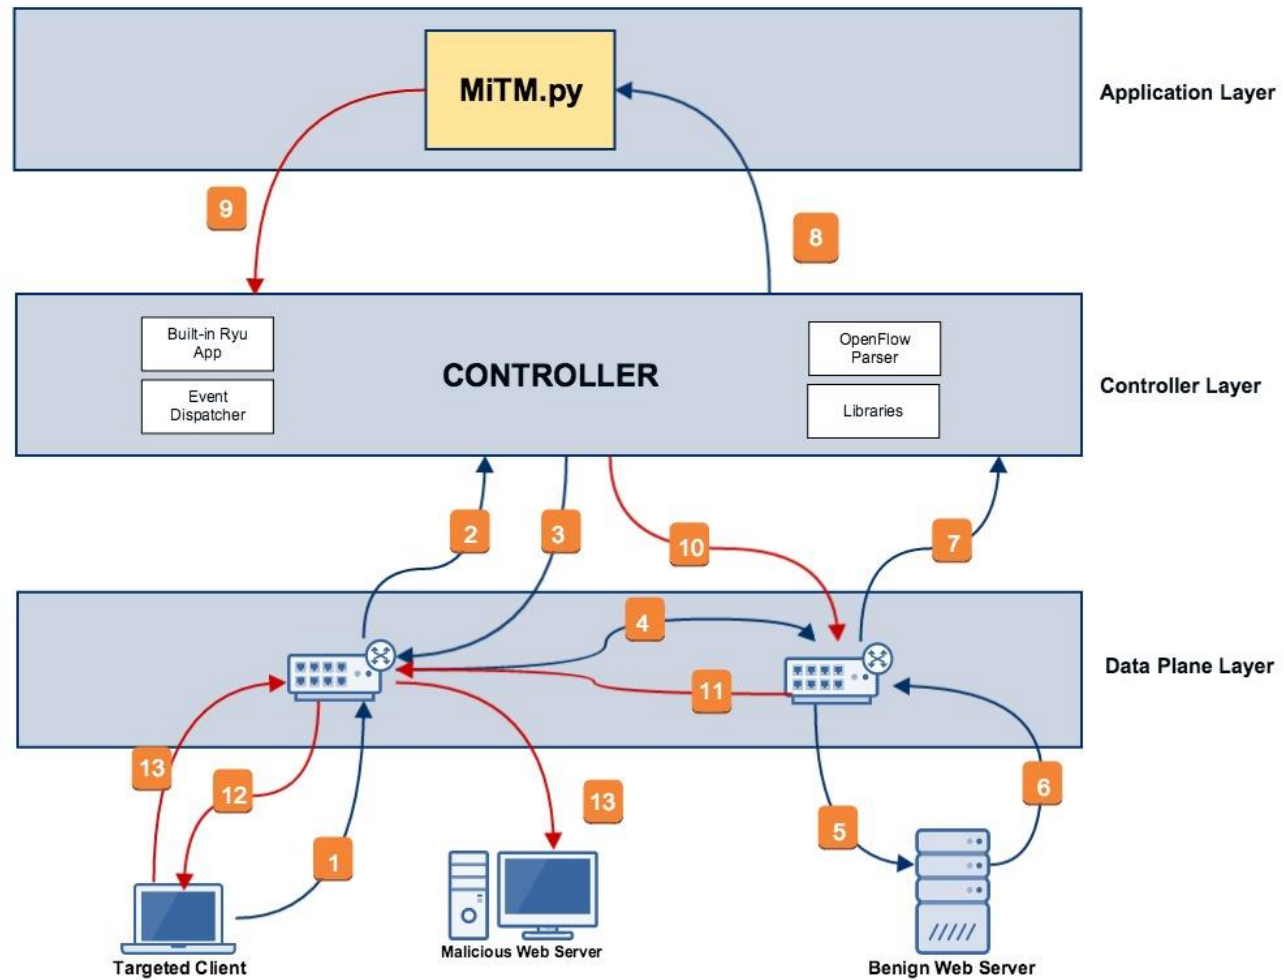 MiTM.py
Application Layer
9
8
Built-in Ryu
App
Event
Dispatcher
CONTROLLER
OpenFlow
Parser
Libraries
Controller Layer
2
3
10
7
4
11
Data Plane Layer
13
12
1
13
5
6
Targeted Client
Malicious Web Server
Benign Web Server